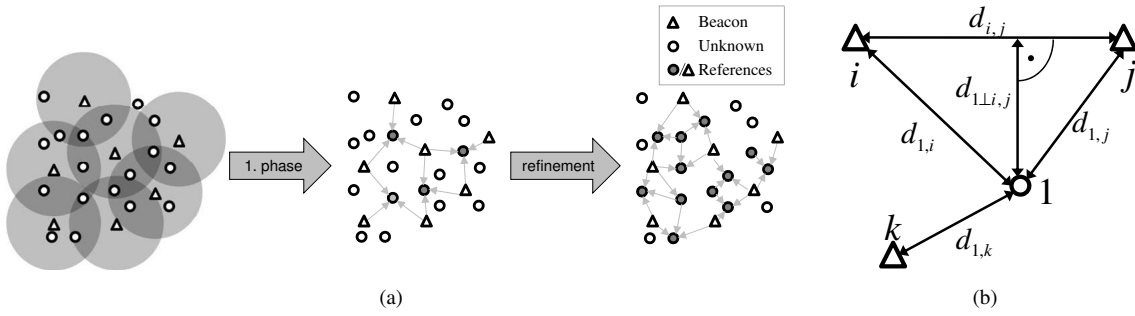 Beacon
Unknown
References
1. phase
refinement
(a)
d_{i,j}
i
j
d_{1⊥i,j}
d_{1,i}
d_{1,j}
1
k
d_{1,k}
(b)